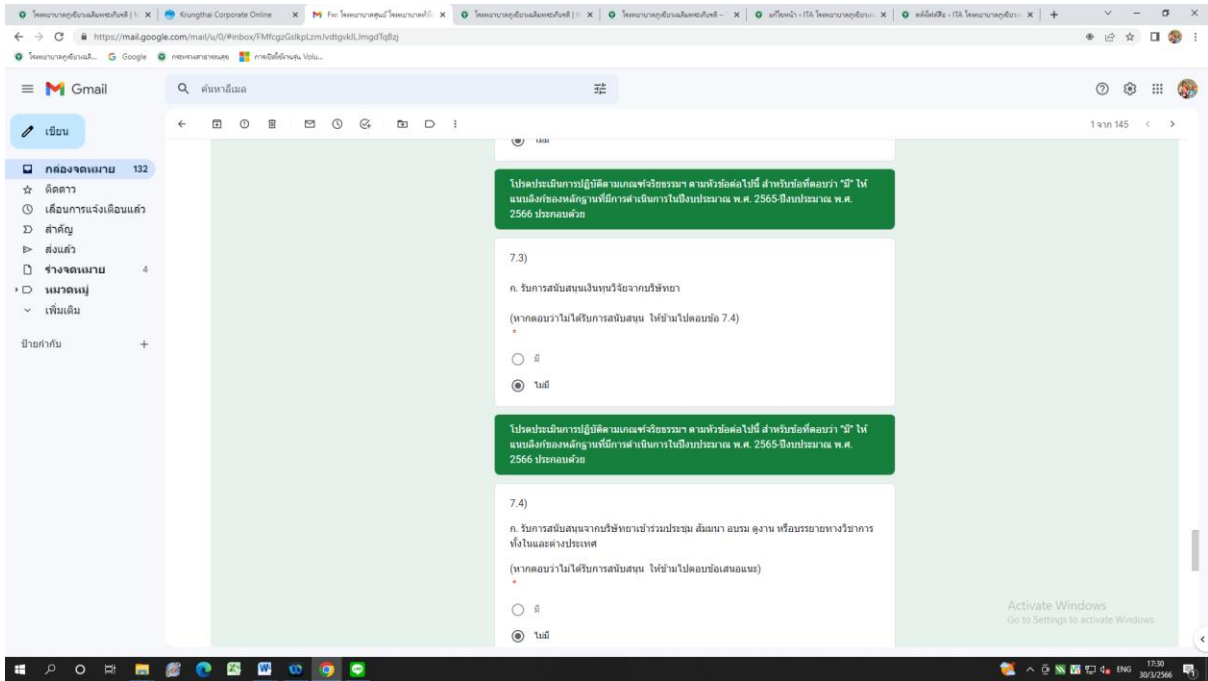 Krungthai Corporate Online
https://mail.google.com/mail/u/0/#inbox/
Google
กระทรวงสาธารณสุข
Gmail
ค้นหาอีเมล
1 จาก 145
เขียน
กล่องจดหมาย 132
ติดดาว
เลื่อนการแจ้งเตือนแล้ว
สำคัญ
ส่งแล้ว
ร่างจดหมาย 4
หมวดหมู่
เพิ่มเติม
ป้ายกำกับ +
ไม่มี
โปรดประเมินการปฏิบัติตามเกณฑ์จริยธรรมฯ ตามหัวข้อต่อไปนี้ สำหรับข้อที่ตอบว่า "มี" ให้
แนบลิงก์ของหลักฐานที่มีการดำเนินการในปีงบประมาณ พ.ศ. 2565-ปีงบประมาณ พ.ศ.
2566 ประกอบด้วย
7.3)
ก. รับการสนับสนุนเงินทุนวิจัยจากบริษัทยา
(หากตอบว่าไม่ได้รับการสนับสนุน ให้ข้ามไปตอบข้อ 7.4)
*
มี
ไม่มี
โปรดประเมินการปฏิบัติตามเกณฑ์จริยธรรมฯ ตามหัวข้อต่อไปนี้ สำหรับข้อที่ตอบว่า "มี" ให้
แนบลิงก์ของหลักฐานที่มีการดำเนินการในปีงบประมาณ พ.ศ. 2565-ปีงบประมาณ พ.ศ.
2566 ประกอบด้วย
7.4)
ก. รับการสนับสนุนจากบริษัทยาเข้าร่วมประชุม สัมมนา อบรม ดูงาน หรือบรรยายทางวิชาการ
ทั้งในและต่างประเทศ
(หากตอบว่าไม่ได้รับการสนับสนุน ให้ข้ามไปตอบข้อเสนอแนะ)
*
มี
ไม่มี
Activate Windows
Go to Settings to activate Windows.
ENG
17:30
30/3/2566